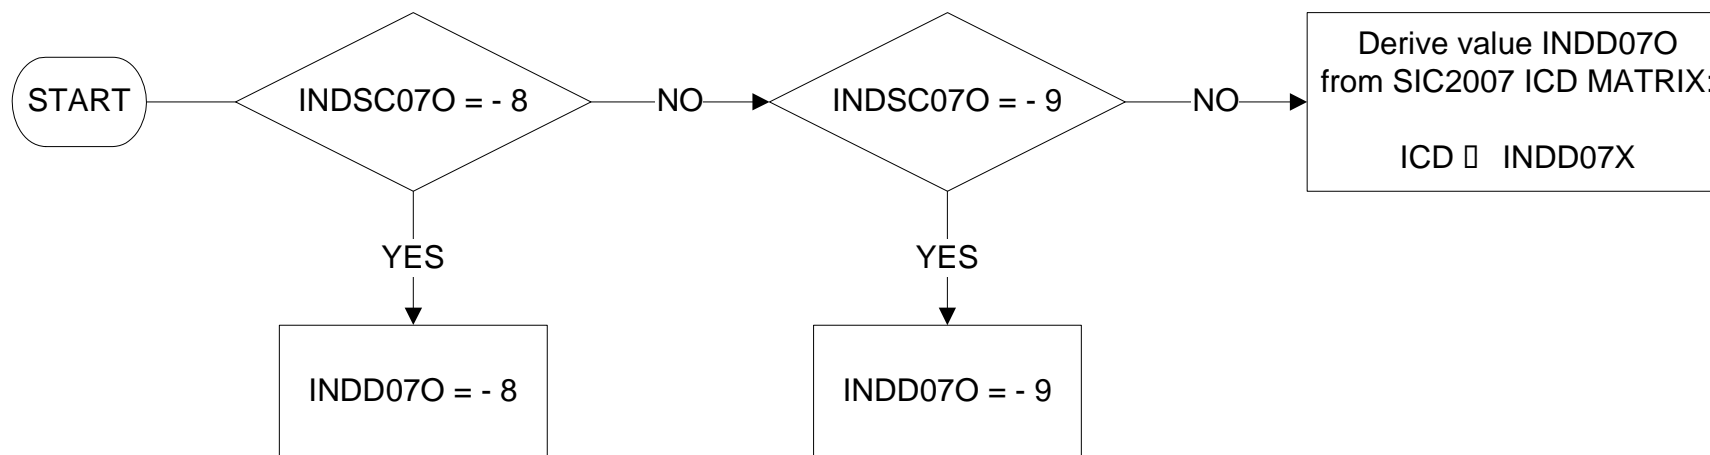 START
INDSC07O = - 8
NO
INDSC07O = - 9
NO
Derive value INDD07O
from SIC2007 ICD MATRIX:
ICD ▯ INDD07X
YES
YES
INDD07O = - 8
INDD07O = - 9